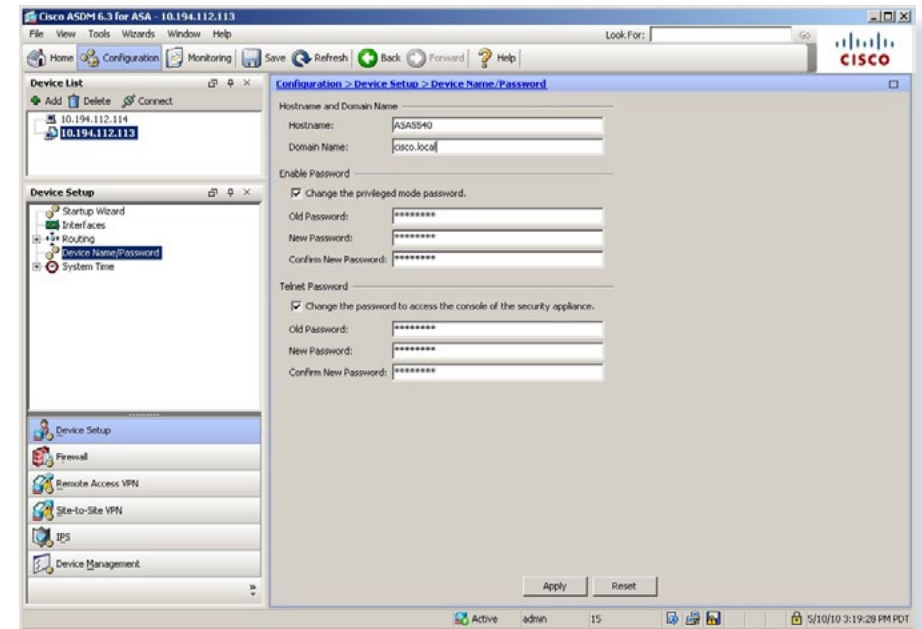 Cisco ASDM 6.3 for ASA - 10.194.112.113
File View Tools Wizards Window Help
Look For:
Go
Home Configuration Monitoring Save Refresh Back Forward Help
CISCO
Device List
Add Delete Connect
10.194.112.114
10.194.112.113
Device Setup
Startup Wizard
Interfaces
Routing
Device Name/Password
System Time
Device Setup
Firewall
Remote Access VPN
Site-to-Site VPN
IPS
Device Management
Configuration > Device Setup > Device Name/Password
Hostname and Domain Name
Hostname: ASA5540
Domain Name: cisco.local
Enable Password
Change the privileged mode password.
Old Password: ********
New Password: ********
Confirm New Password: ********
Telnet Password
Change the password to access the console of the security appliance.
Old Password: ********
New Password: ********
Confirm New Password: ********
Apply Reset
Active admin 15 5/10/10 3:19:28 PM PDT